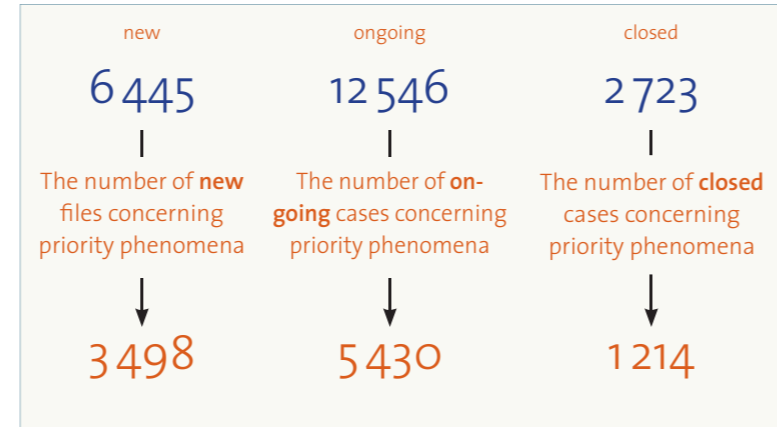 new
6 445
The number of new
files concerning
priority phenomena
3 498
ongoing
12 546
The number of on-
going cases concerning
priority phenomena
5 430
closed
2 723
The number of closed
cases concerning
priority phenomena
1 214